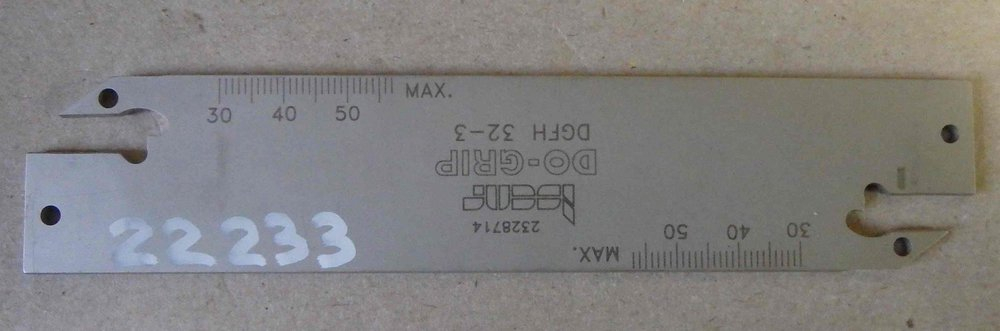 MAX.
30 40 50
DGFH 32-3
DO-GRIP
Iscar
2328714
MAX. 50 40 30
22233